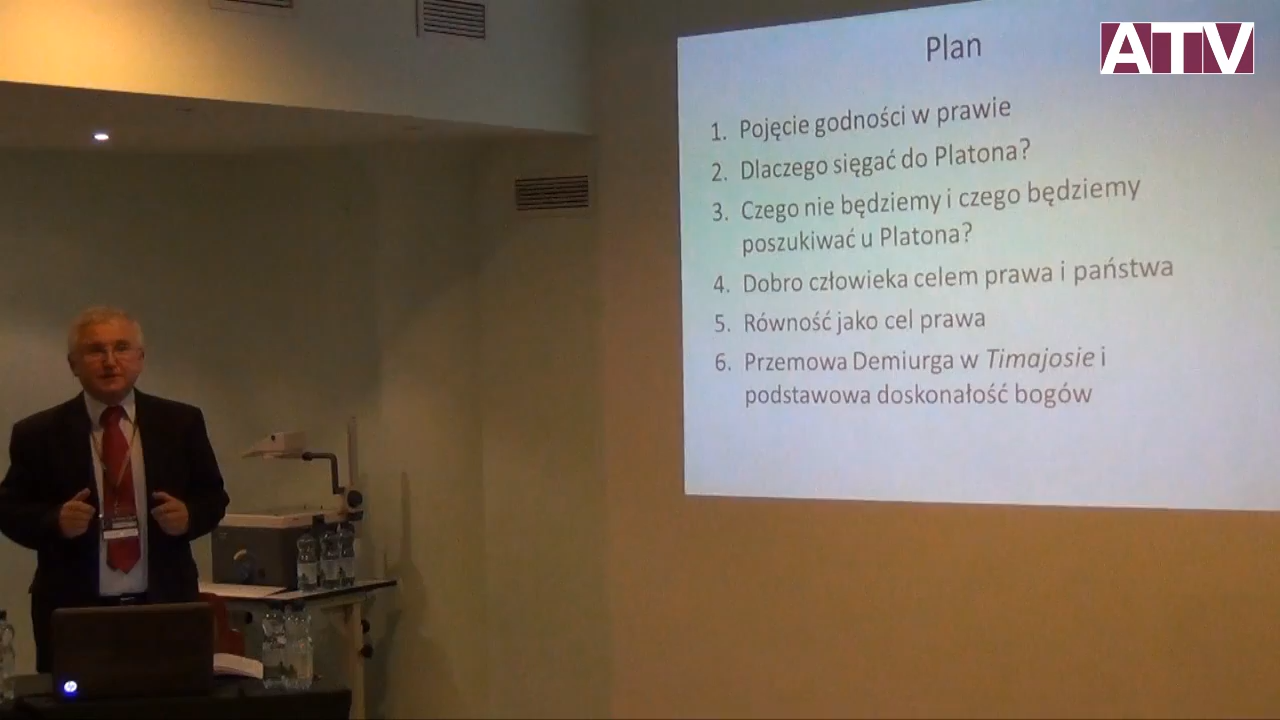 ATV
Plan
1. Pojęcie godności w prawie
2. Dlaczego sięgać do Platona?
3. Czego nie będziemy i czego będziemy
poszukiwać u Platona?
4. Dobro człowieka celem prawa i państwa
5. Równość jako cel prawa
6. Przemowa Demiurga w Timajosie i
podstawowa doskonałość bogów